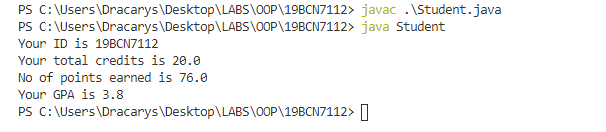 PS C:\Users\Dracarys\Desktop\LABS\OOP\19BCN7112> javac .\Student.java
PS C:\Users\Dracarys\Desktop\LABS\OOP\19BCN7112> java Student
Your ID is 19BCN7112
Your total credits is 20.0
No of points earned is 76.0
Your GPA is 3.8
PS C:\Users\Dracarys\Desktop\LABS\OOP\19BCN7112>